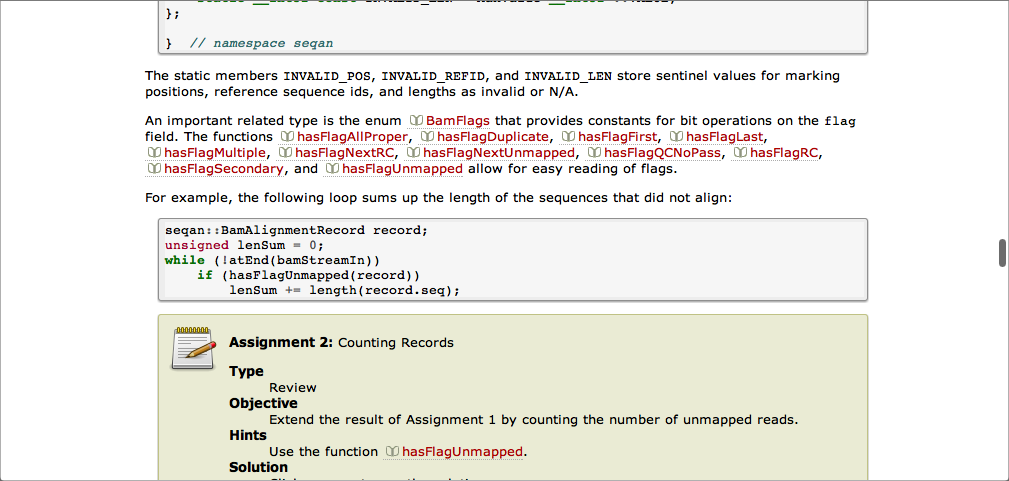 };
}  // namespace seqan
The static members INVALID_POS, INVALID_REFID, and INVALID_LEN store sentinel values for marking
positions, reference sequence ids, and lengths as invalid or N/A.
An important related type is the enum BamFlags that provides constants for bit operations on the flag
field. The functions hasFlagAllProper, hasFlagDuplicate, hasFlagFirst, hasFlagLast,
hasFlagMultiple, hasFlagNextRC, hasFlagNextUnmapped, hasFlagQCNoPass, hasFlagRC,
hasFlagSecondary, and hasFlagUnmapped allow for easy reading of flags.
For example, the following loop sums up the length of the sequences that did not align:
seqan::BamAlignmentRecord record;
unsigned lenSum = 0;
while (!atEnd(bamStreamIn))
    if (hasFlagUnmapped(record))
        lenSum += length(record.seq);
Assignment 2: Counting Records
Type
Review
Objective
Extend the result of Assignment 1 by counting the number of unmapped reads.
Hints
Use the function hasFlagUnmapped.
Solution